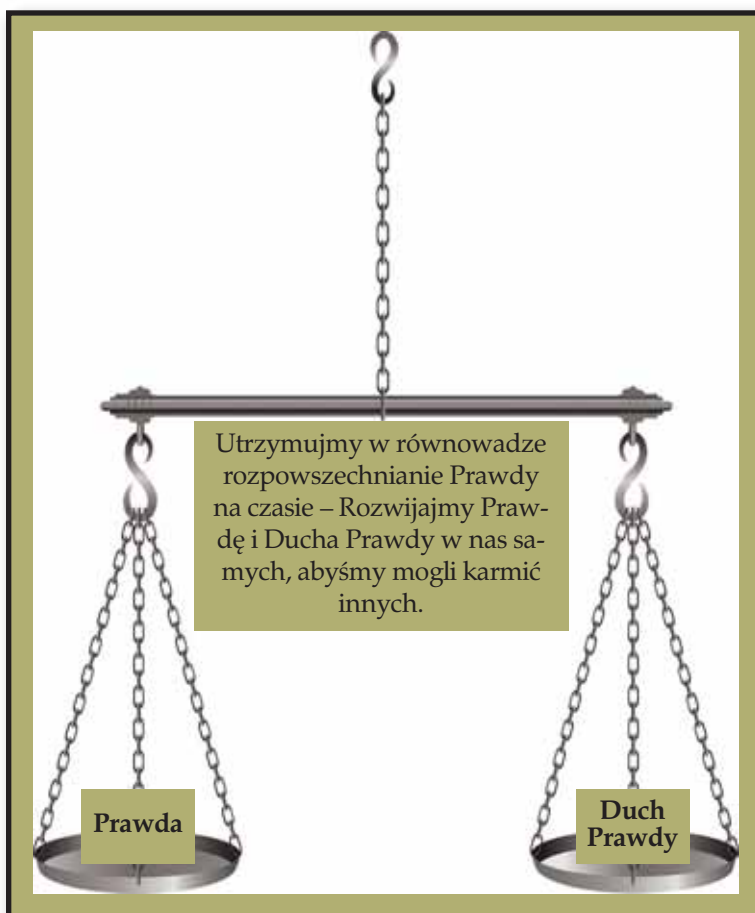 Utrzymujmy w równowadze
rozpowszechnianie Prawdy
na czasie – Rozwijajmy Praw-
dę i Ducha Prawdy w nas sa-
mych, abyśmy mogli karmić
innych.
Prawda
Duch
Prawdy